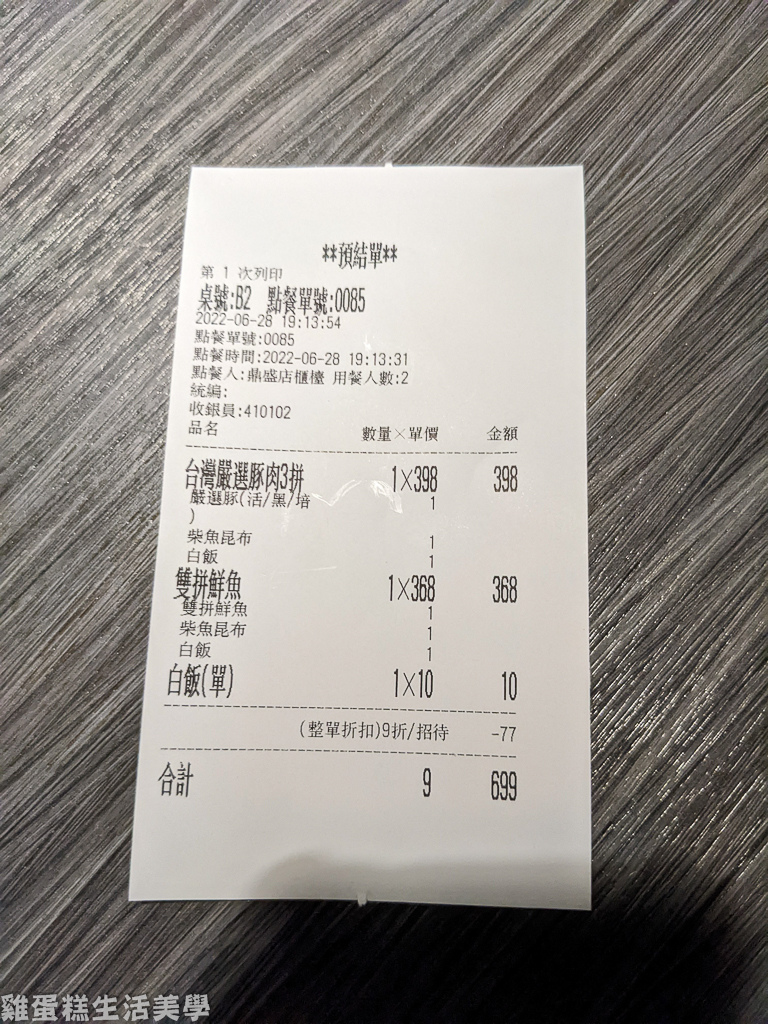 **預結單**
第 1 次列印
桌號:B2 點餐單號:0085
2022-06-28 19:13:54
點餐單號:0085
點餐時間:2022-06-28 19:13:31
點餐人:鼎盛店櫃檯 用餐人數:2
統編:
收銀員:410102
品名 數量×單價 金額
台灣嚴選豚肉3拼 1×398 398
嚴選豚(活/黑/培 1
)
柴魚昆布 1
白飯 1
雙拼鮮魚 1×368 368
雙拼鮮魚 1
柴魚昆布 1
白飯 1
白飯(單) 1×10 10
(整單折扣)9折/招待 -77
合計 9 699
雞蛋糕生活美學